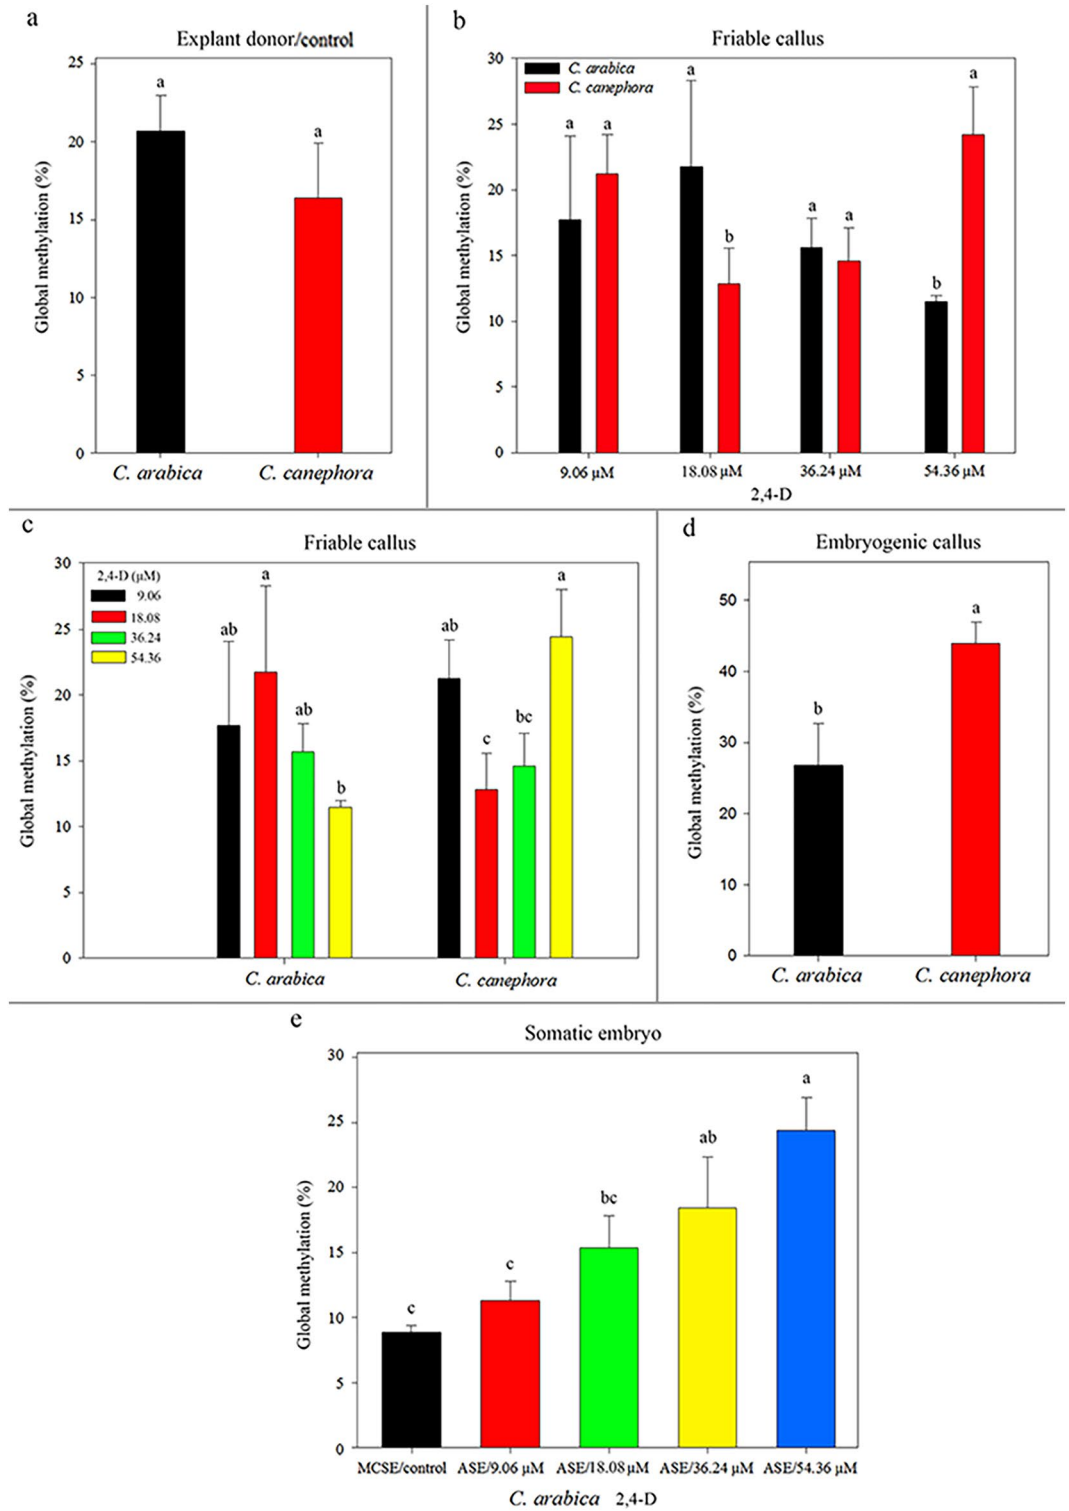 a
Explant donor/control
Global methylation (%)
25
20
15
10
5
0
a
a
C. arabica
C. canephora
b
Friable callus
Global methylation (%)
30
25
20
15
10
5
0
C. arabica
C. canephora
a
a
a
b
a
a
b
a
9.06 µM
18.08 µM
36.24 µM
54.36 µM
2,4-D
c
Friable callus
Global methylation (%)
30
25
20
15
10
5
0
2,4-D (µM)
9.06
18.08
36.24
54.36
ab
a
ab
b
ab
c
bc
a
C. arabica
C. canephora
d
Embryogenic callus
Global methylation (%)
50
40
30
20
10
0
b
a
C. arabica
C. canephora
e
Somatic embryo
Global methylation (%)
30
25
20
15
10
5
0
c
c
bc
ab
a
MCSE/control
ASE/9.06 µM
ASE/18.08 µM
ASE/36.24 µM
ASE/54.36 µM
C. arabica 2,4-D